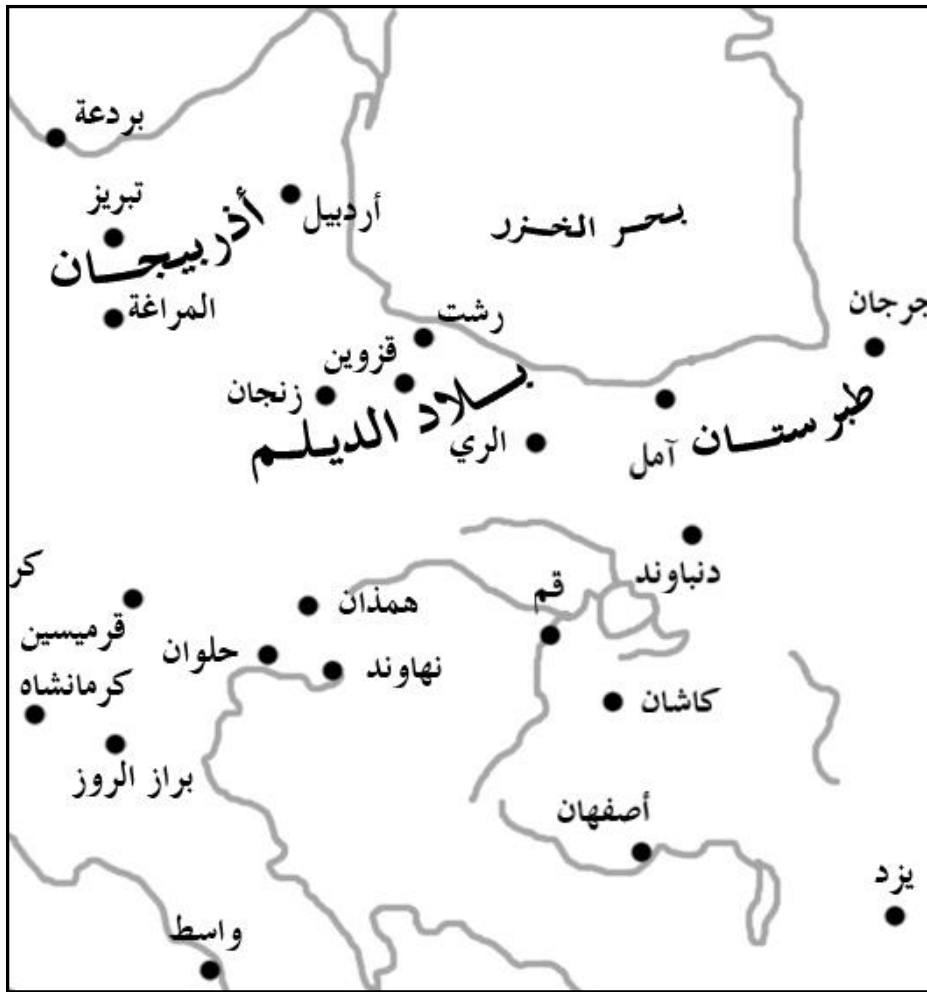 بردعة
تبريز
أردبيل
أذربيجان
بحر الخزر
المراغة
جرجان
رشت
قزوين
زنجان
بلاد الديلم
طبرستان
الري
آمل
دنباوند
كر
قم
همذان
قرميسين
حلوان
نهاوند
كرمانشاه
كاشان
براز الروز
أصفهان
يزد
واسط